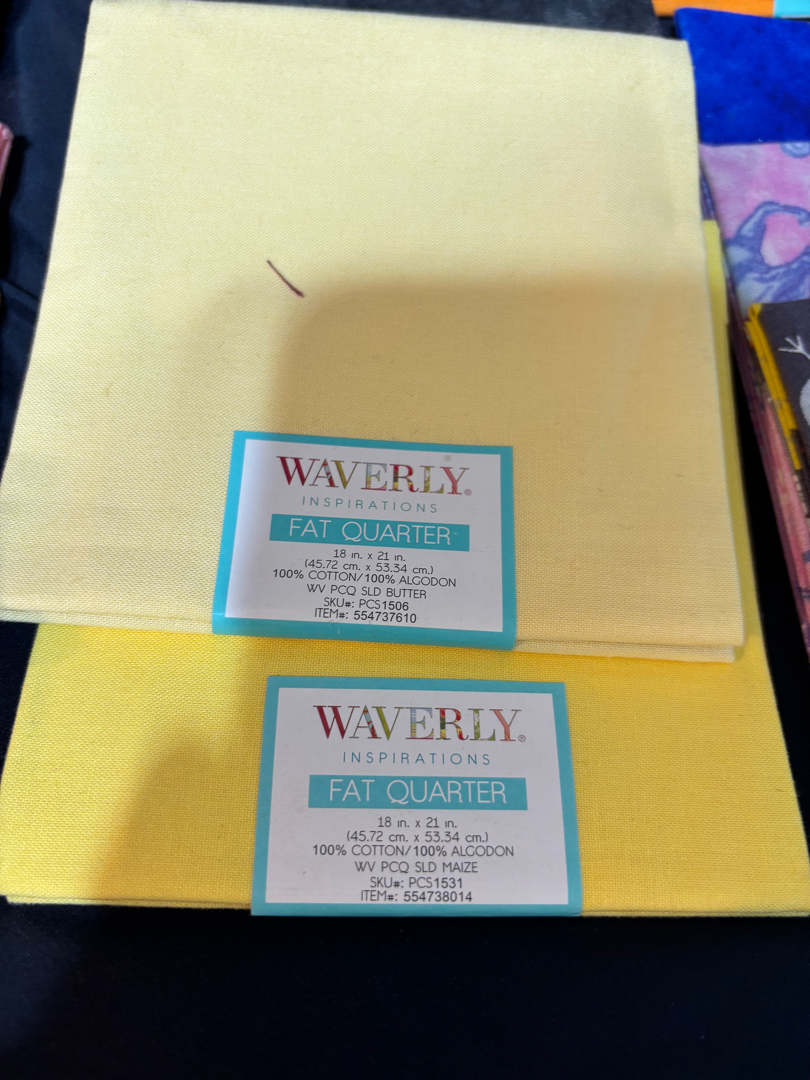 WAVERLY®
INSPIRATIONS
FAT QUARTER
18 in. x 21 in.
(45.72 cm. x 53.34 cm.)
100% COTTON/100% ALGODON
WV PCQ SLD BUTTER
SKU#: PCS1506
ITEM#: 554737610
WAVERLY®
INSPIRATIONS
FAT QUARTER
18 in. x 21 in.
(45.72 cm. x 53.34 cm.)
100% COTTON/100% ALGODON
WV PCQ SLD MAIZE
SKU#: PCS1531
ITEM#: 554738014